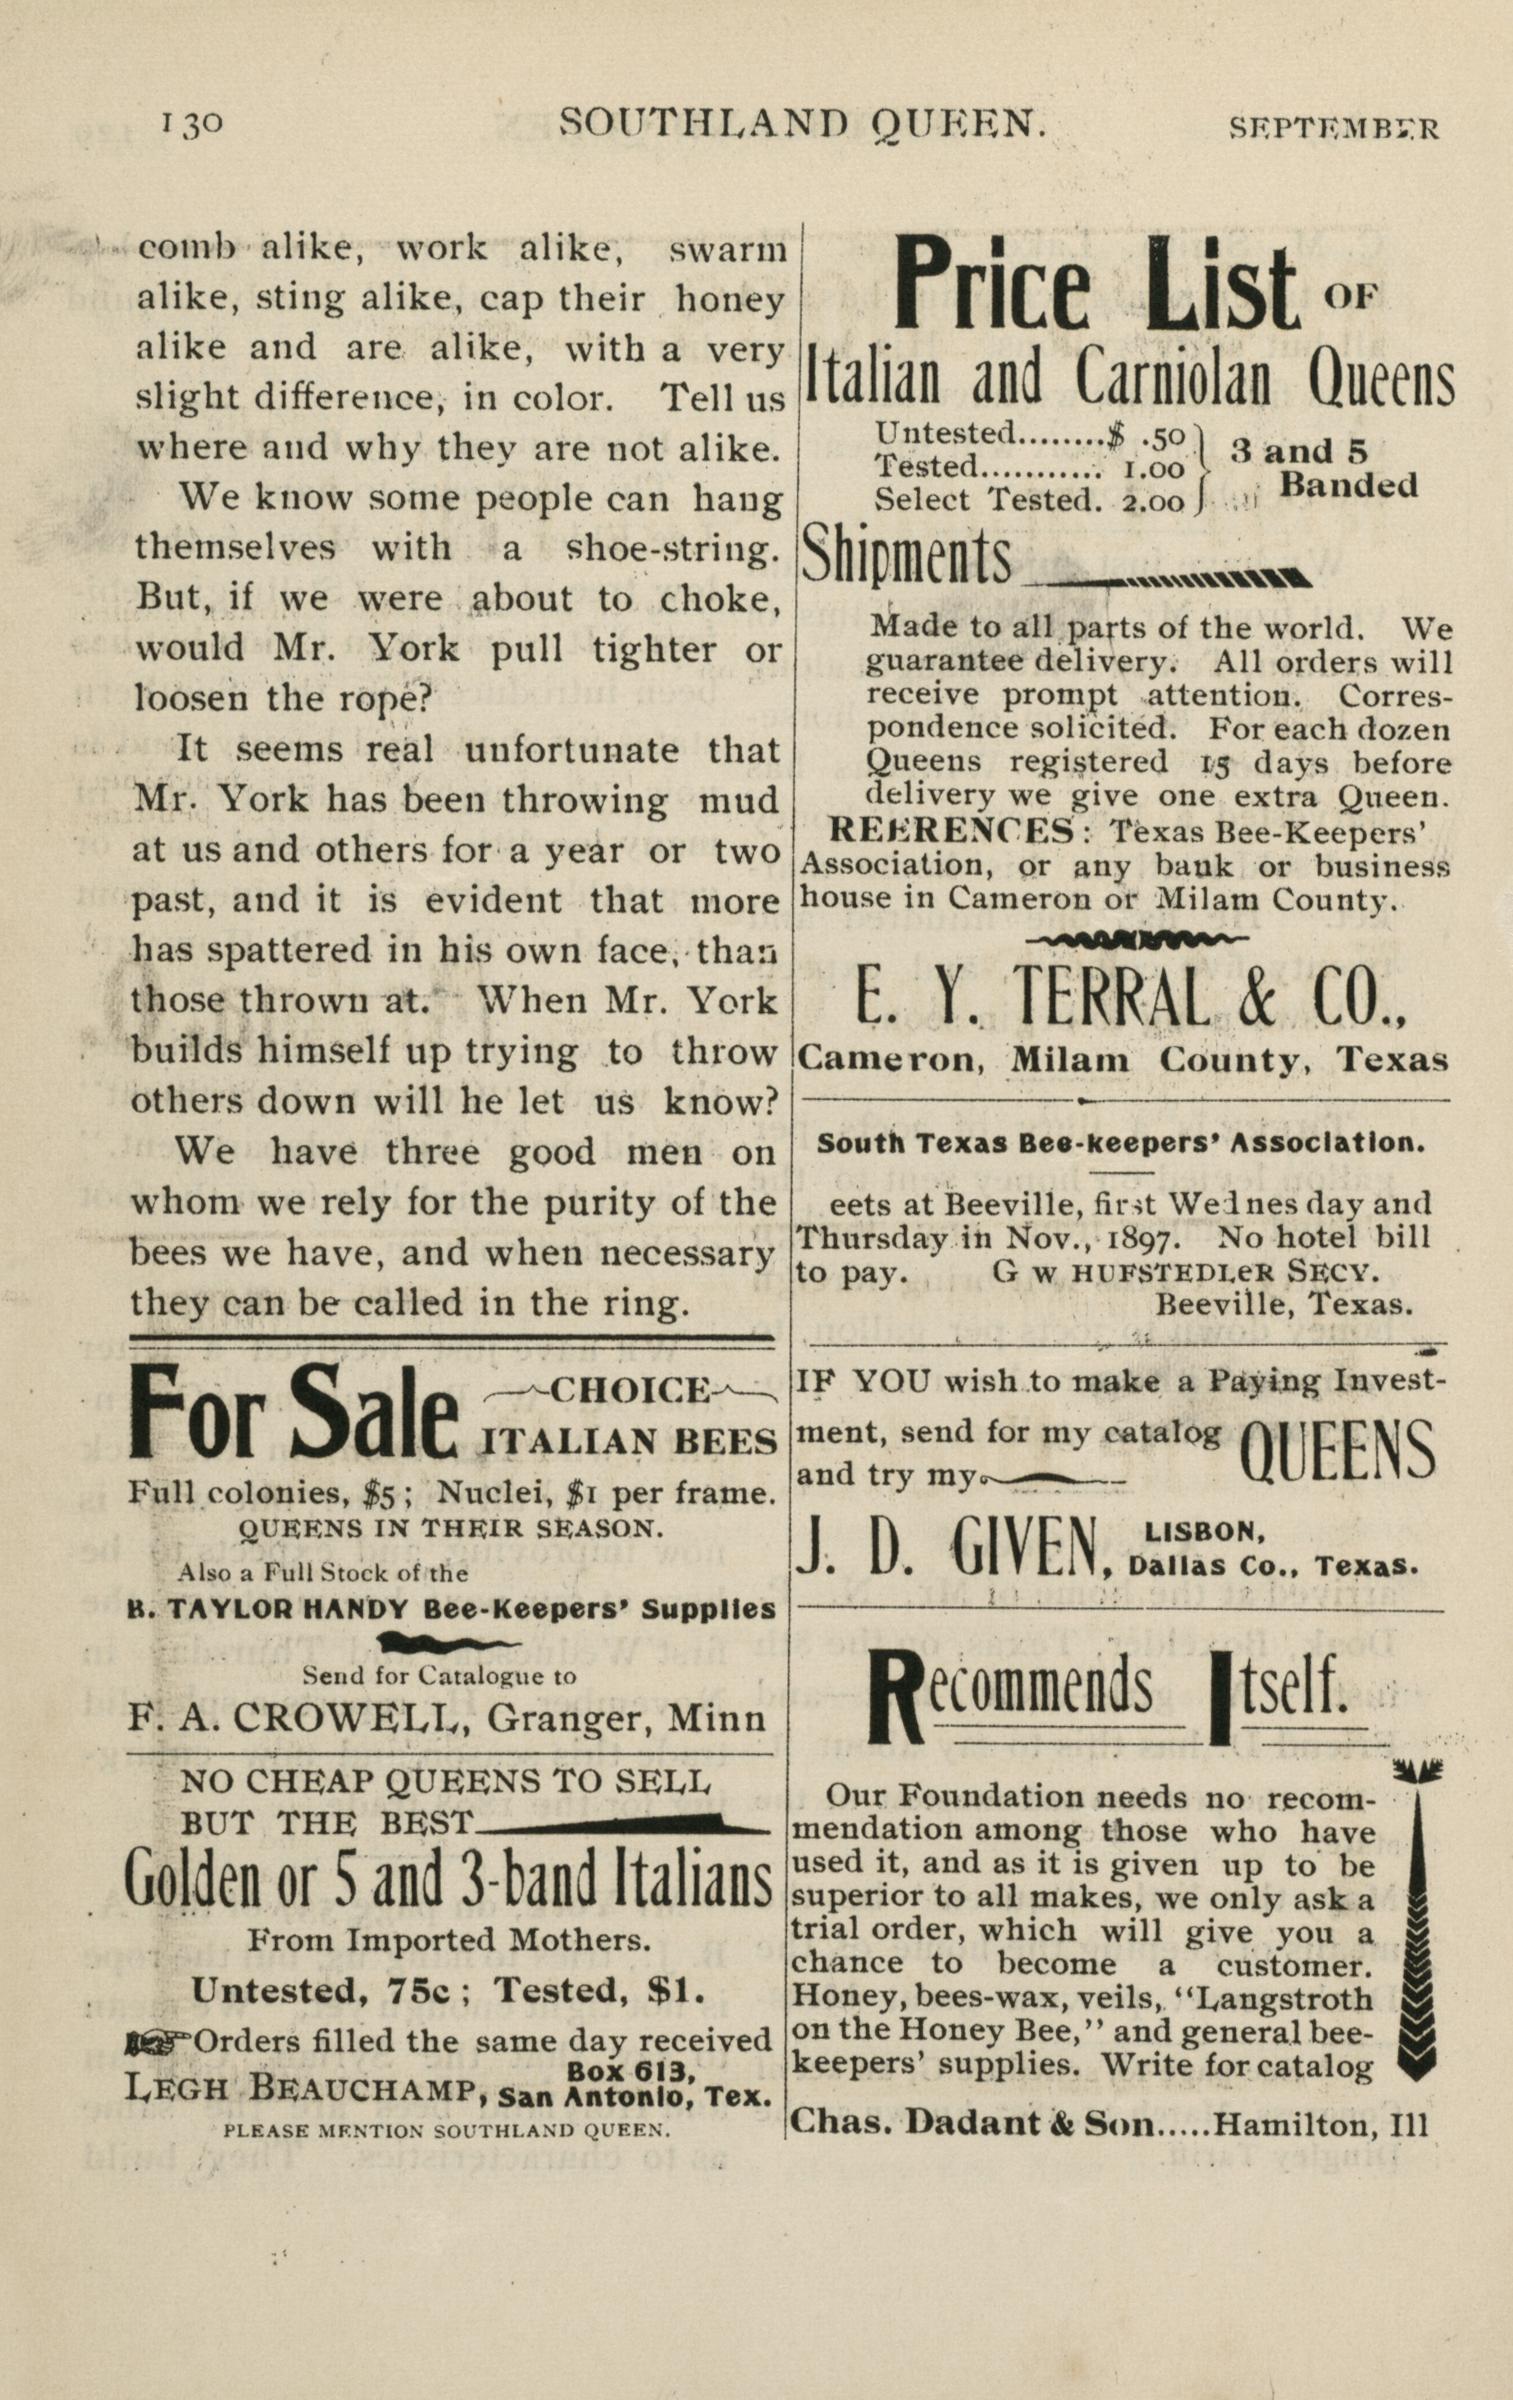 130 SOUTHLAND QUEEN. SEPTEMBER
comb alike, work alike, swarm
alike, sting alike, cap their honey
alike and are alike, with a very
slight difference, in color. Tell us
where and why they are not alike.
We know some people can hang
themselves with a shoe-string.
But, if we were about to choke,
would Mr. York pull tighter or
loosen the rope?
It seems real unfortunate that
Mr. York has been throwing mud
at us and others for a year or two
past, and it is evident that more
has spattered in his own face, than
those thrown at. When Mr. York
builds himself up trying to throw
others down will he let us know?
We have three good men on
whom we rely for the purity of the
bees we have, and when necessary
they can be called in the ring.
For Sale CHOICE
ITALIAN BEES
Full colonies, $5; Nuclei, $1 per frame.
QUEENS IN THEIR SEASON.
Also a Full Stock of the
B. TAYLOR HANDY Bee-Keepers' Supplies
Send for Catalogue to
F. A. CROWELL, Granger, Minn
NO CHEAP QUEENS TO SELL
BUT THE BEST
Golden or 5 and 3-band Italians
From Imported Mothers.
Untested, 75c; Tested, $1.
Orders filled the same day received
LEGH BEAUCHAMP, Box 613,
San Antonio, Tex.
PLEASE MENTION SOUTHLAND QUEEN.
Price List OF
Italian and Carniolan Queens
Untested........$ .50
Tested........... 1.00
Select Tested. 2.00
3 and 5
Banded
Shipments
Made to all parts of the world. We
guarantee delivery. All orders will
receive prompt attention. Corres-
pondence solicited. For each dozen
Queens registered 15 days before
delivery we give one extra Queen.
REERENCES: Texas Bee-Keepers'
Association, or any bank or business
house in Cameron or Milam County.
E. Y. TERRAL & CO.,
Cameron, Milam County, Texas
South Texas Bee-keepers' Association.
eets at Beeville, first Wednes day and
Thursday in Nov., 1897. No hotel bill
to pay. G W HUFSTEDLeR SECY.
Beeville, Texas.
IF YOU wish to make a Paying Invest-
ment, send for my catalog QUEENS
and try my
J. D. GIVEN, LISBON,
Dallas Co., Texas.
Recommends Itself.
Our Foundation needs no recom-
mendation among those who have
used it, and as it is given up to be
superior to all makes, we only ask a
trial order, which will give you a
chance to become a customer.
Honey, bees-wax, veils, "Langstroth
on the Honey Bee," and general bee-
keepers' supplies. Write for catalog
Chas. Dadant & Son.....Hamilton, Ill